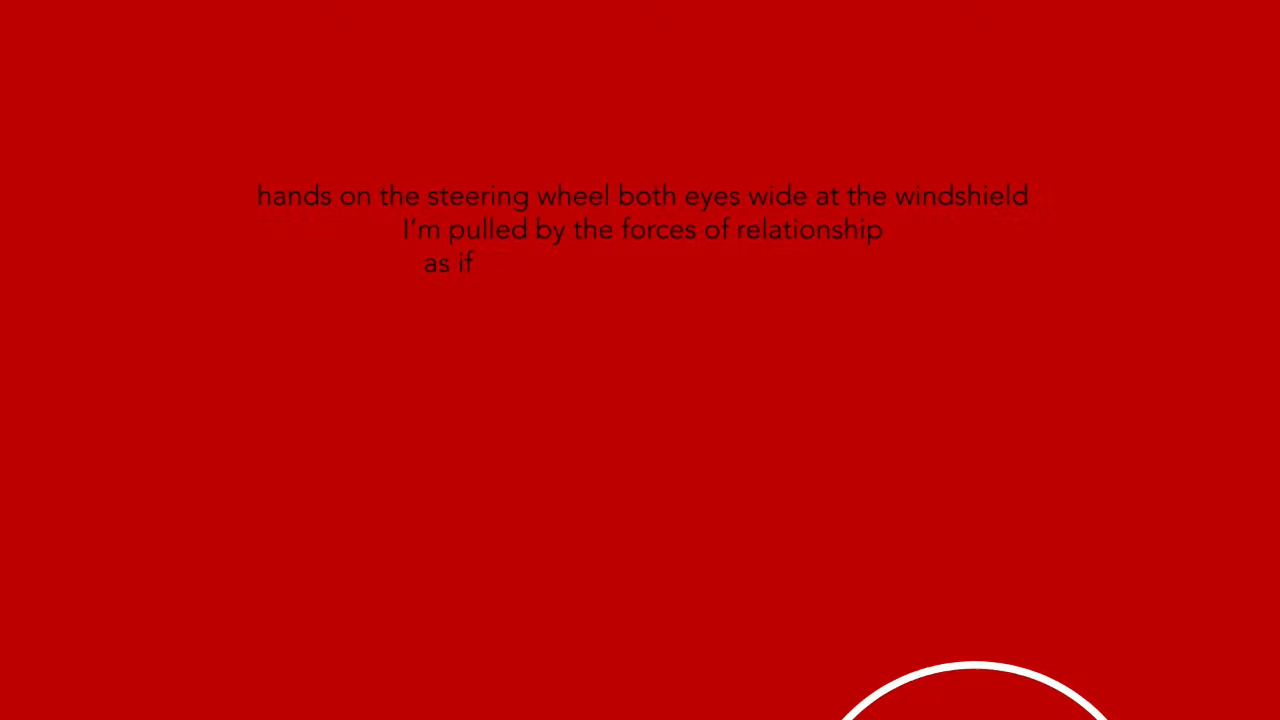 hands on the steering wheel both eyes wide at the windshield
I'm pulled by the forces of relationship
as if